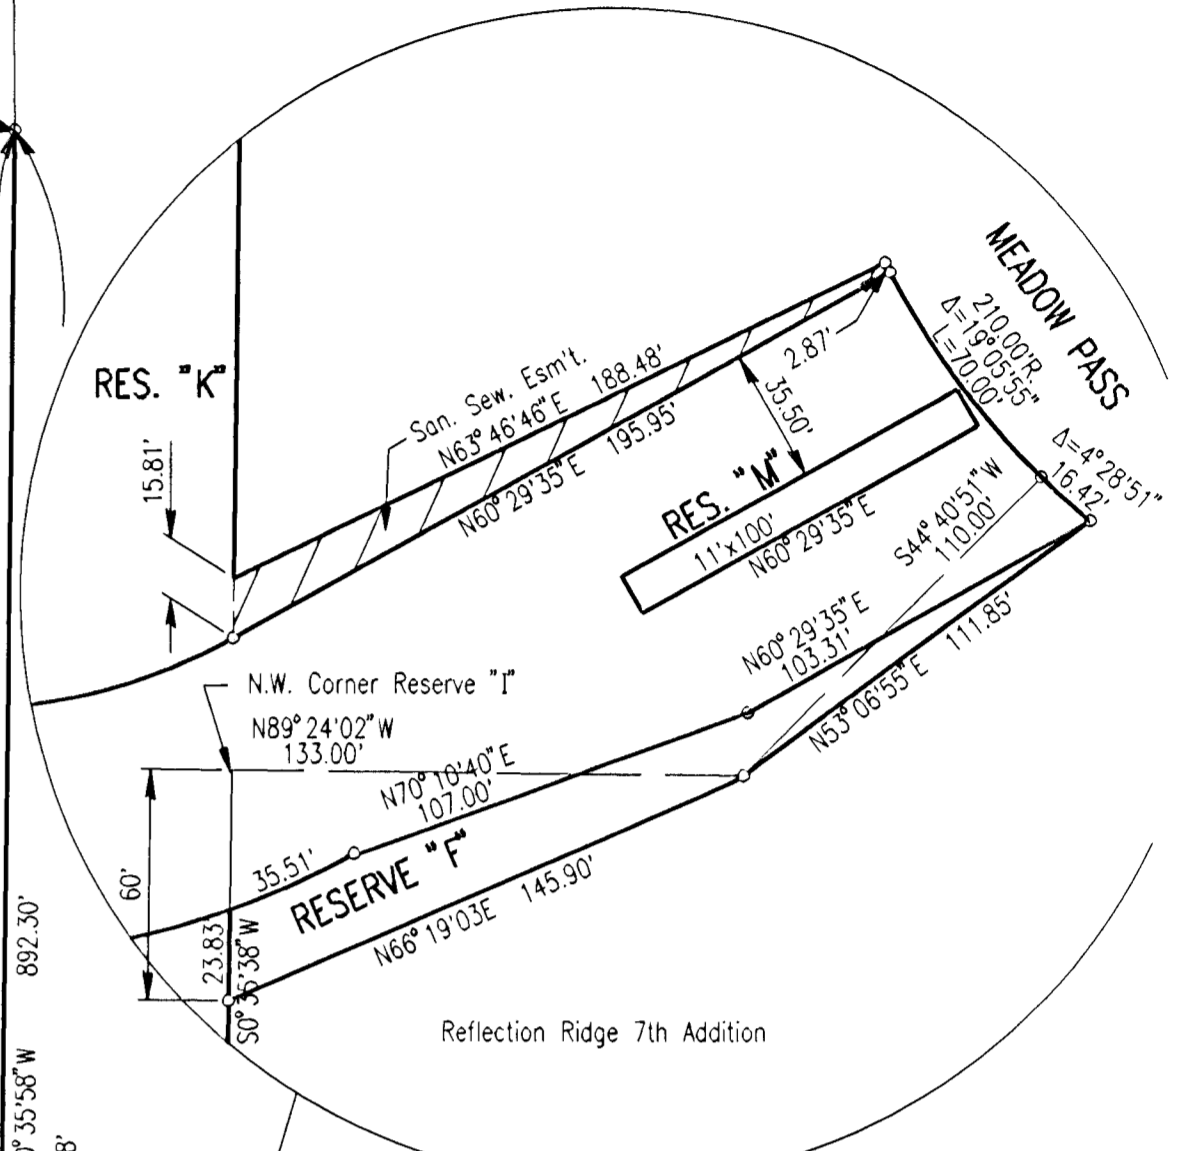 MEADOW PASS
210.00'R.
Δ=19°05'55"
L=70.00'
Δ=4°28'51"
16.42'
RES. "K"
San. Sew. Esm't.
N63°46'46"E 188.48'
N60°29'35"E 195.95'
2.87'
35.50'
15.81'
RES. "M"
11'x100'
N60°29'35"E
S44°40'51"W
110.00'
N60°29'35"E
103.31'
N53°06'55"E 111.85'
N.W. Corner Reserve "I"
N89°24'02"W
133.00'
N70°10'40"E
107.00'
35.51'
RESERVE "F"
60'
23.83
S0°36'38"W
N66°19'03E 145.90'
892.30'
0°35'58"W
8'
Reflection Ridge 7th Addition